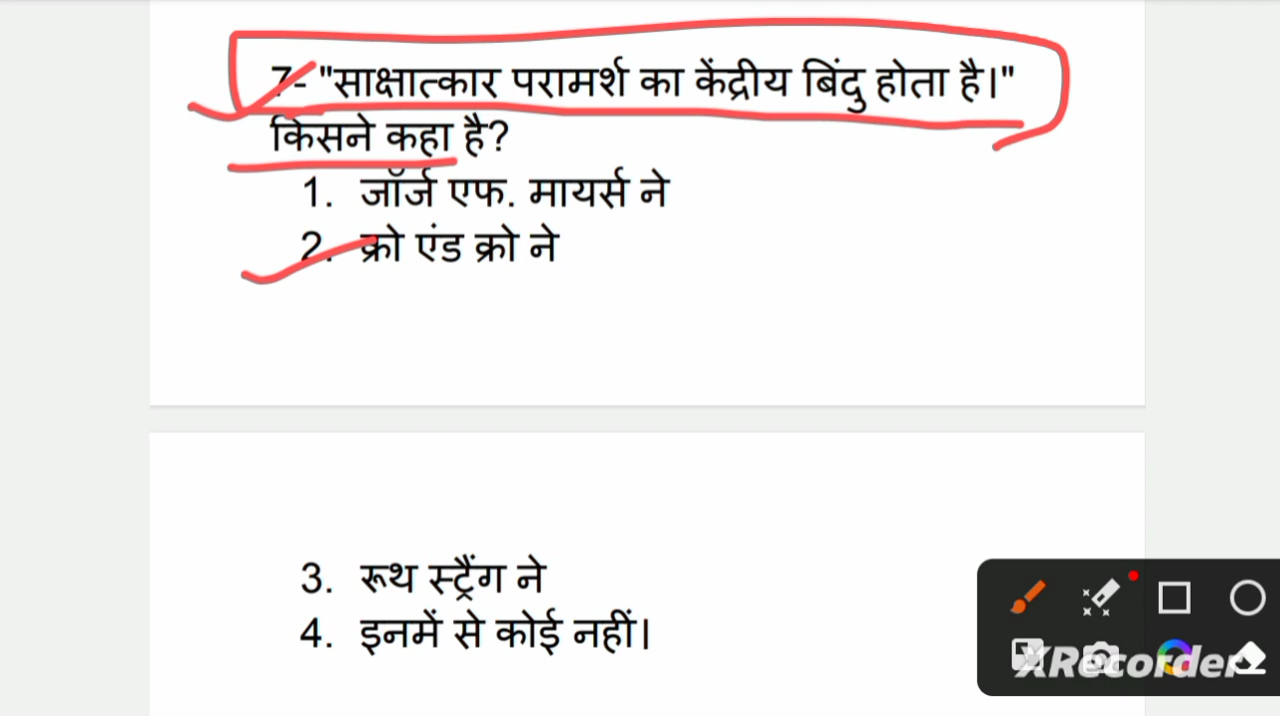 7- "साक्षात्कार परामर्श का केंद्रीय बिंदु होता है।"
किसने कहा है?
1. जॉर्ज एफ. मायर्स ने
2. क्रो एंड क्रो ने
3. रूथ स्ट्रैंग ने
4. इनमें से कोई नहीं।
XRecorder